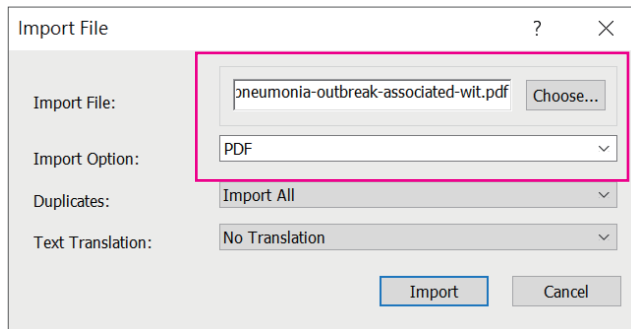 Import File ?
Import File: pneumonia-outbreak-associated-wit.pdf Choose...
Import Option: PDF
Duplicates: Import All
Text Translation: No Translation
Import Cancel